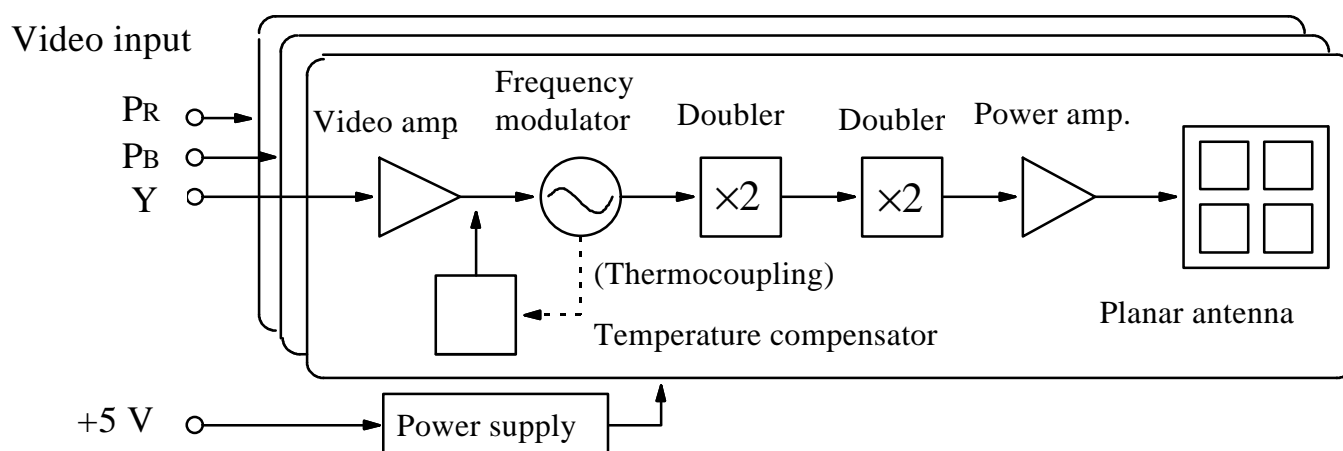 Video input
PR
PB
Y
Video amp
Frequency
modulator
Doubler
Doubler
Power amp.
×2
×2
(Thermocoupling)
Temperature compensator
Planar antenna
+5 V
Power supply